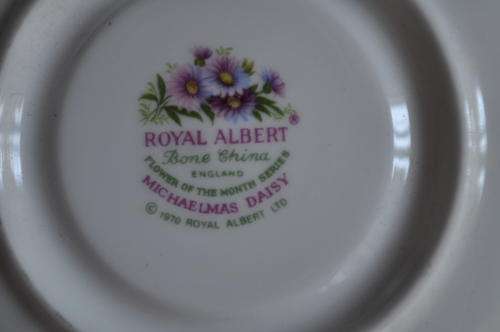 ROYAL ALBERT ®
Bone China
ENGLAND
FLOWER OF THE MONTH SERIES
MICHAELMAS DAISY
© 1970 ROYAL ALBERT LTD